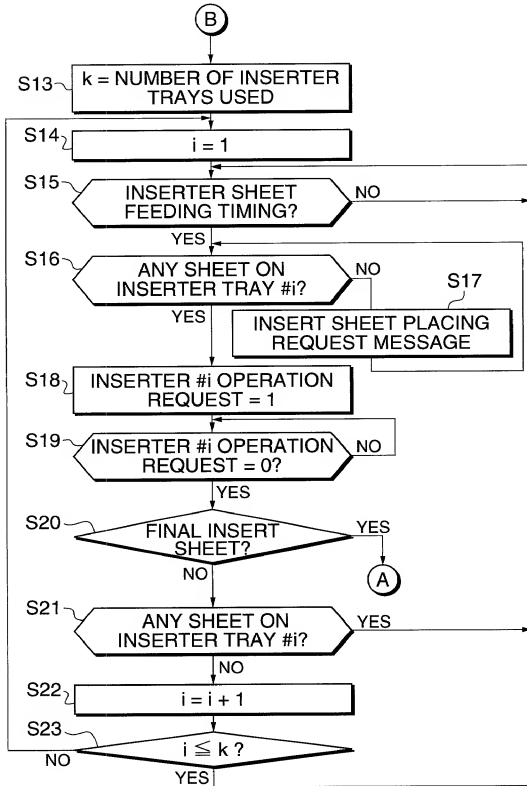 B
S13
k = NUMBER OF INSERTER
TRAYS USED
S14
i = 1
S15
INSERTER SHEET
FEEDING TIMING?
NO
YES
S16
ANY SHEET ON
INSERTER TRAY #i?
NO
YES
S17
INSERT SHEET PLACING
REQUEST MESSAGE
S18
INSERTER #i OPERATION
REQUEST = 1
S19
INSERTER #i OPERATION
REQUEST = 0?
NO
YES
S20
FINAL INSERT
SHEET?
YES
NO
A
S21
ANY SHEET ON
INSERTER TRAY #i?
YES
NO
S22
i = i + 1
S23
i ≦ k ?
NO
YES